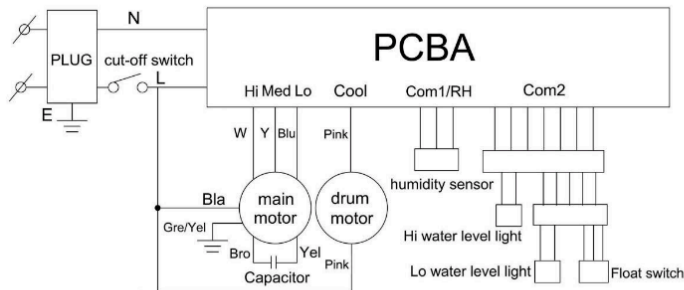 N
PCBA
PLUG
cut-off switch
L
Hi Med Lo Cool Com1/RH Com2
E
W Y Blu Pink
humidity sensor
Bla
main motor
drum motor
Gre/Yel
Hi water level light
Bro Yel Pink
Capacitor
Lo water level light
Float switch